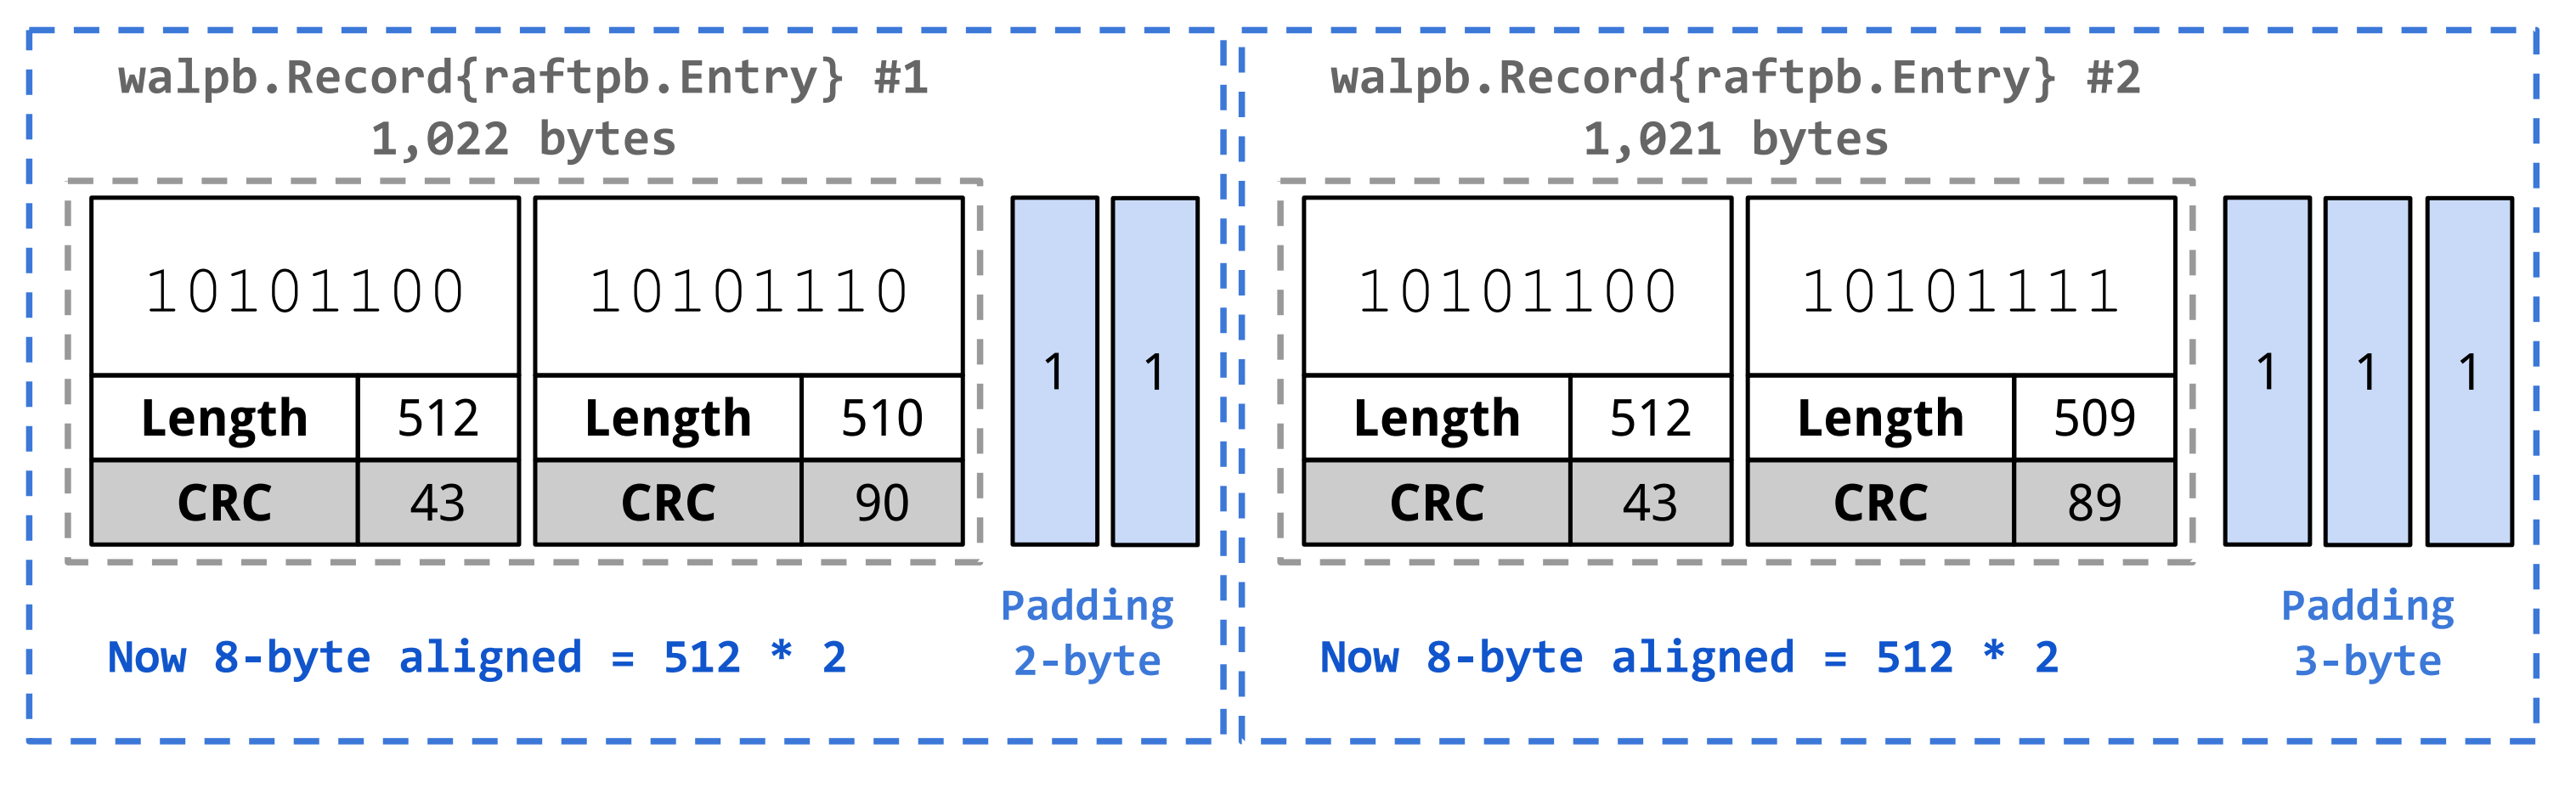 walpb.Record{raftpb.Entry} #1
1,022 bytes
10101100
10101110
1
1
Length
512
Length
510
CRC
43
CRC
90
Padding
2-byte
Now 8-byte aligned = 512 * 2
walpb.Record{raftpb.Entry} #2
1,021 bytes
10101100
10101111
1
1
1
Length
512
Length
509
CRC
43
CRC
89
Padding
3-byte
Now 8-byte aligned = 512 * 2